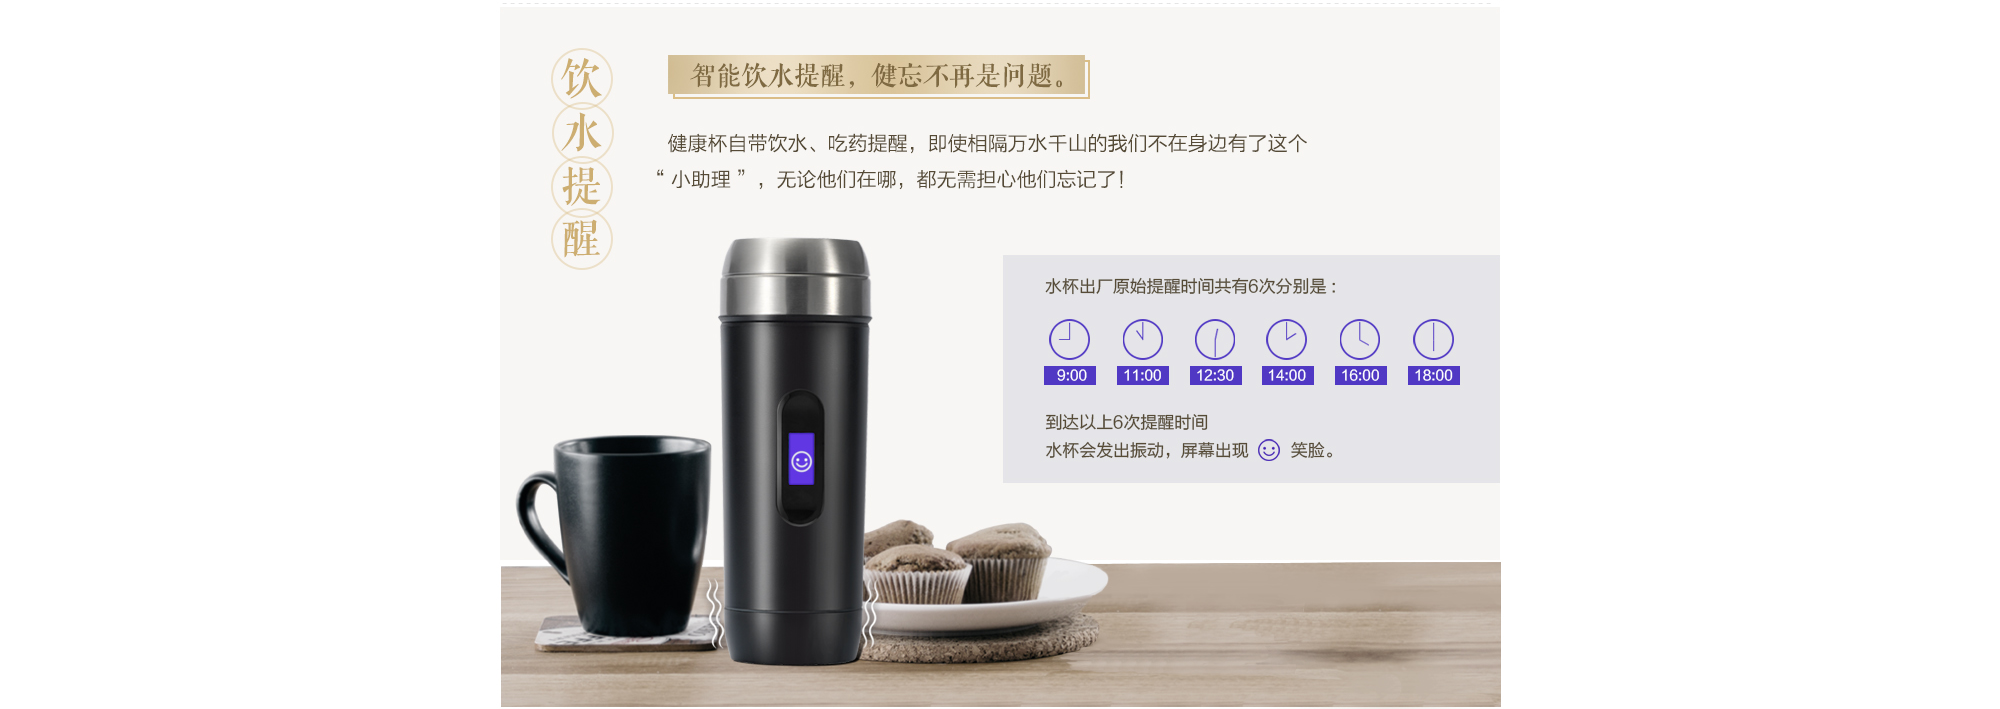 饮水提醒
智能饮水提醒，健忘不再是问题。
健康杯自带饮水、吃药提醒，即使相隔万水千山的我们不在身边有了这个
“小助理”，无论他们在哪，都无需担心他们忘记了！
水杯出厂原始提醒时间共有6次分别是：
9:00 11:00 12:30 14:00 16:00 18:00
到达以上6次提醒时间
水杯会发出振动，屏幕出现 笑脸。